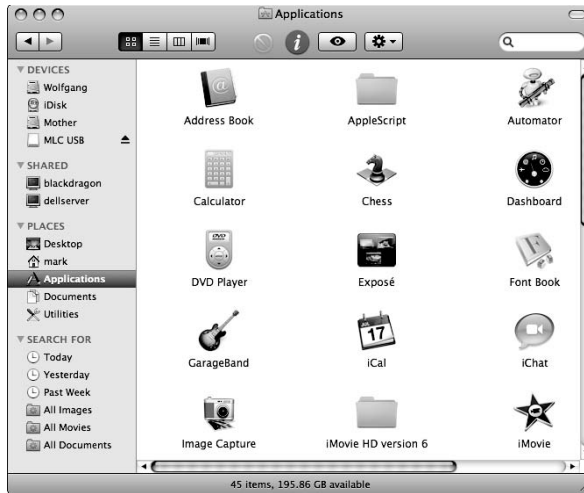 Applications
DEVICES
Wolfgang
iDisk
Mother
MLC USB
SHARED
blackdragon
dellserver
PLACES
Desktop
mark
Applications
Documents
Utilities
SEARCH FOR
Today
Yesterday
Past Week
All Images
All Movies
All Documents
Address Book
AppleScript
Automator
Calculator
Chess
Dashboard
DVD
DVD Player
Exposé
Font Book
17
GarageBand
iCal
iChat
Image Capture
iMovie HD version 6
iMovie
45 items, 195.86 GB available